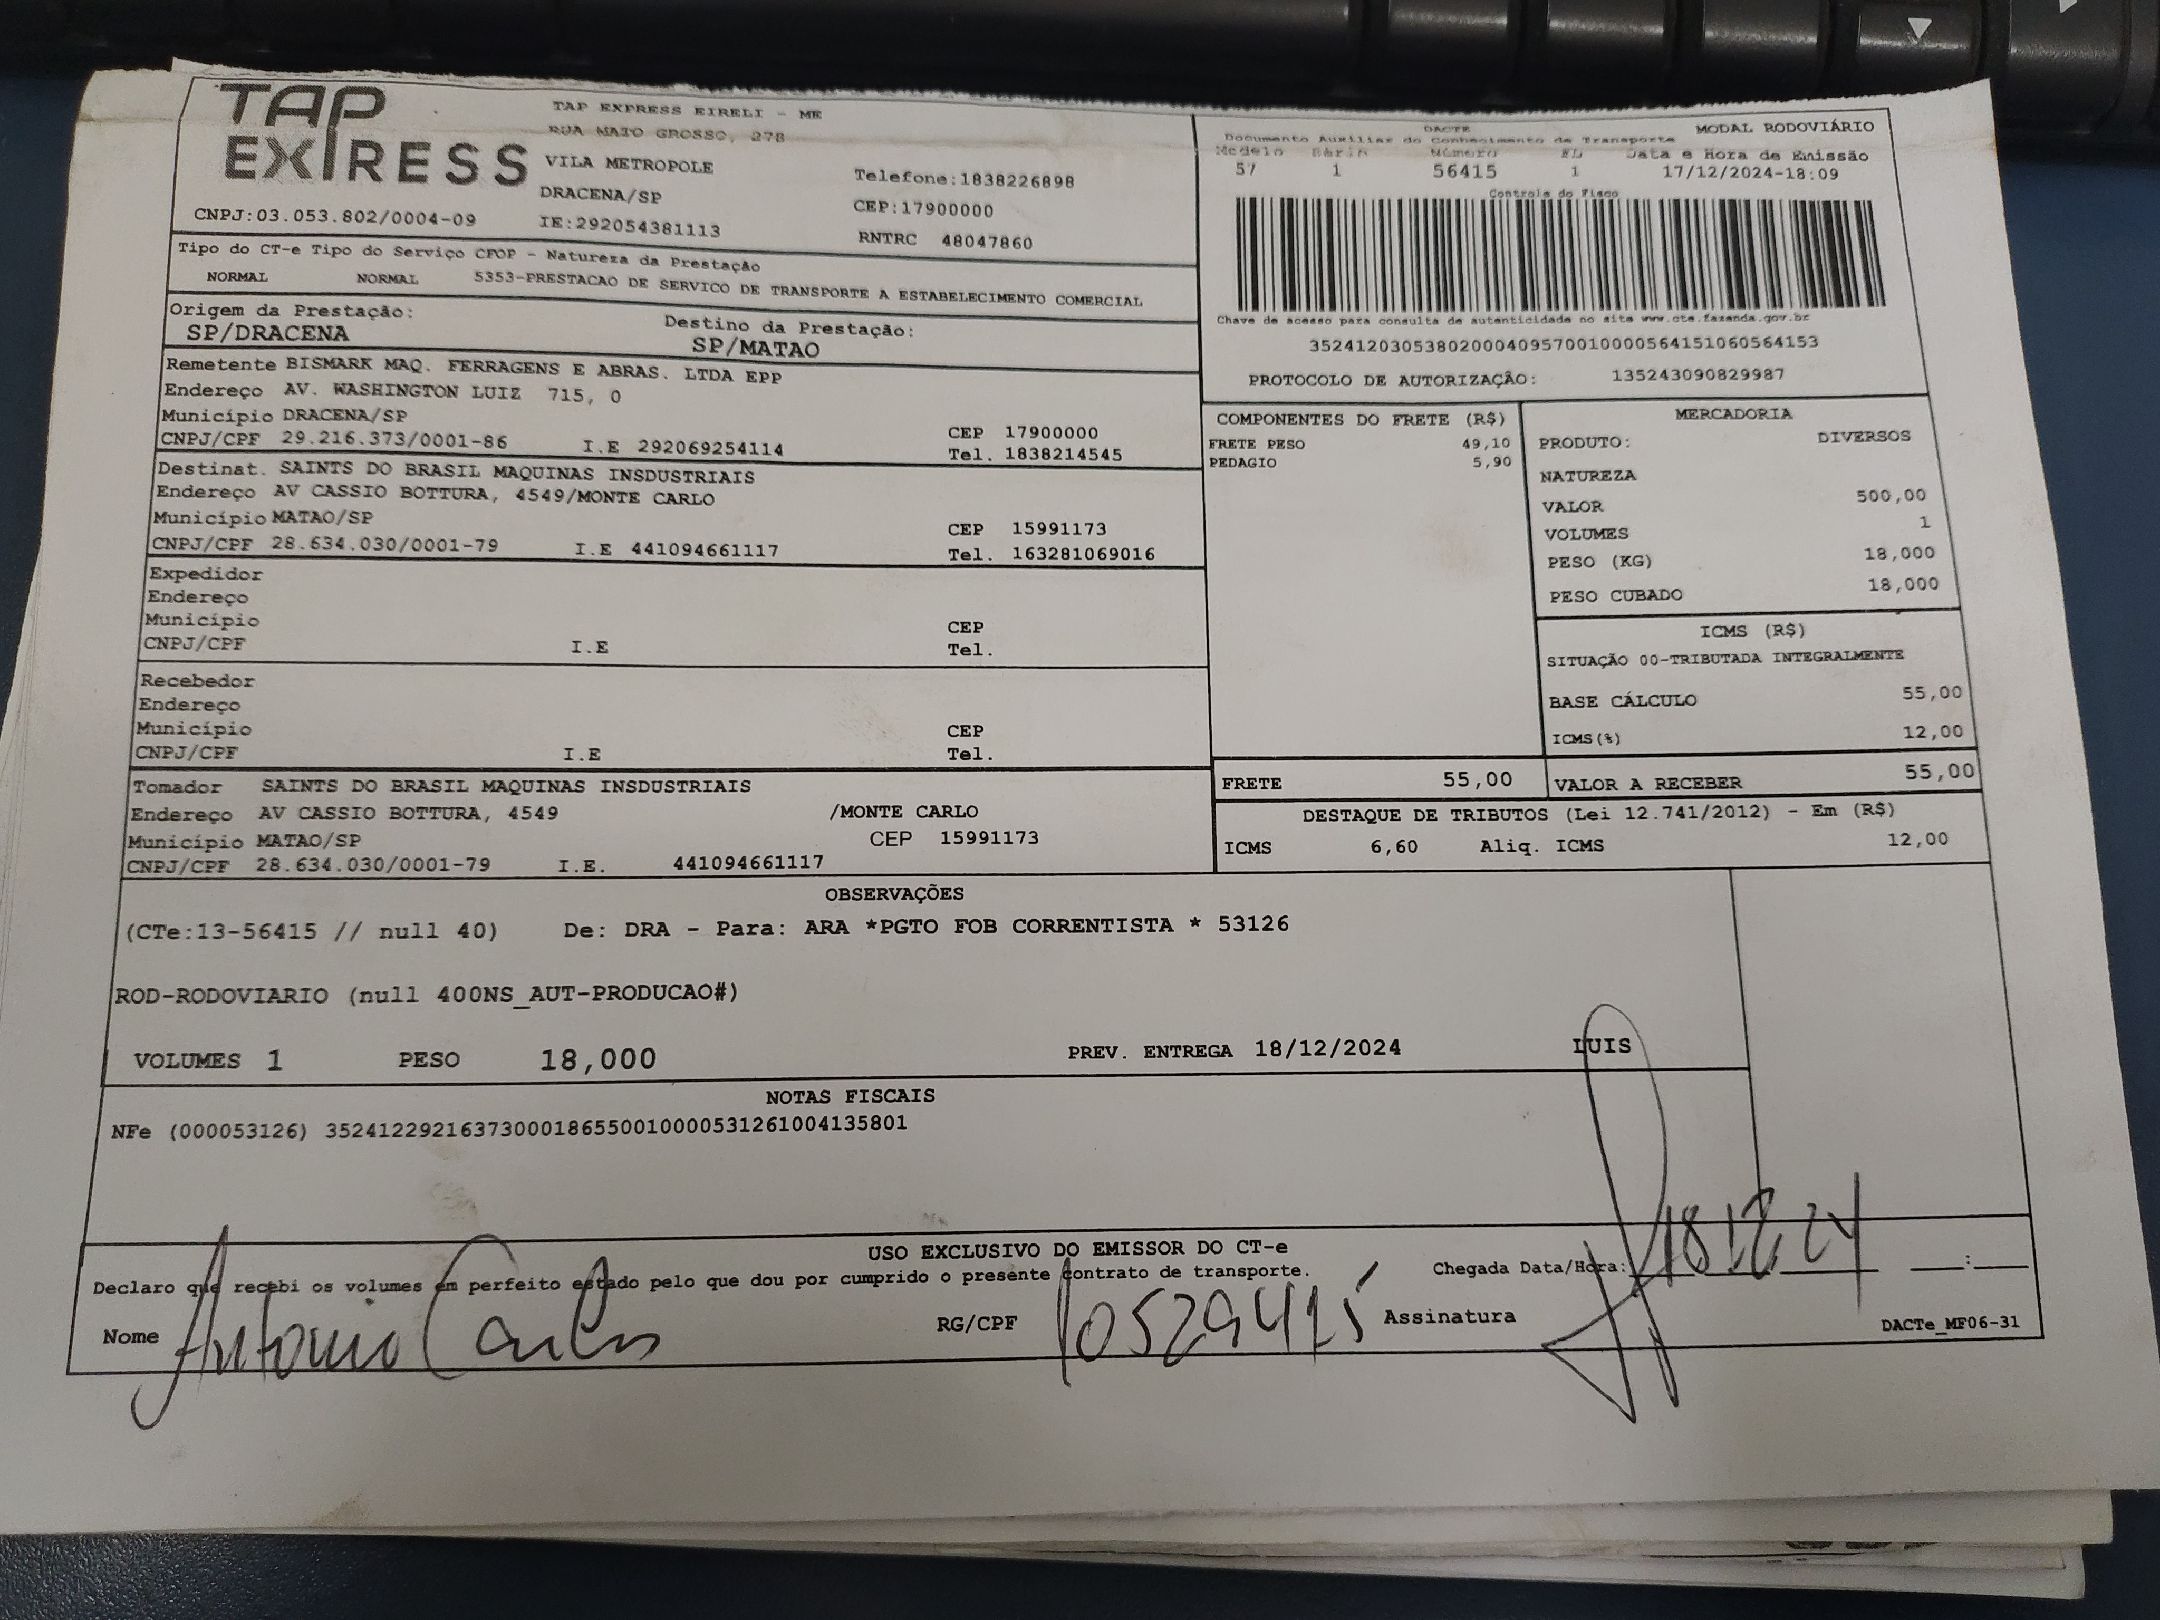 TAP EXPRESS
TAP EXPRESS EIRELI - ME
RUA MATO GROSSO, 278
VILA METROPOLE
DRACENA/SP
Telefone:1838226898
CEP:17900000
CNPJ:03.053.802/0004-09 IE:292054381113 RNTRC 48047860
DACTE MODAL RODOVIÁRIO
Documento Auxiliar do Conhecimento de Transporte
Modelo Série Número FL Data e Hora de Emissão
57 1 56415 1 17/12/2024-18:09
Controle do Fisco
Chave de acesso para consulta de autenticidade no site www.cte.fazenda.gov.br
35241203053802000409570010000564151060564153
PROTOCOLO DE AUTORIZAÇÃO: 135243090829987
Tipo do CT-e Tipo do Serviço CFOP - Natureza da Prestação
NORMAL NORMAL 5353-PRESTACAO DE SERVICO DE TRANSPORTE A ESTABELECIMENTO COMERCIAL
Origem da Prestação: Destino da Prestação:
SP/DRACENA SP/MATAO
Remetente BISMARK MAQ. FERRAGENS E ABRAS. LTDA EPP
Endereço AV. WASHINGTON LUIZ 715, 0
Município DRACENA/SP CEP 17900000
CNPJ/CPF 29.216.373/0001-86 I.E 292069254114 Tel. 1838214545
Destinat. SAINTS DO BRASIL MAQUINAS INSDUSTRIAIS
Endereço AV CASSIO BOTTURA, 4549/MONTE CARLO
Município MATAO/SP CEP 15991173
CNPJ/CPF 28.634.030/0001-79 I.E 441094661117 Tel. 163281069016
Expedidor
Endereço
Município CEP
CNPJ/CPF I.E Tel.
Recebedor
Endereço
Município CEP
CNPJ/CPF I.E Tel.
Tomador SAINTS DO BRASIL MAQUINAS INSDUSTRIAIS
Endereço AV CASSIO BOTTURA, 4549 /MONTE CARLO
Município MATAO/SP CEP 15991173
CNPJ/CPF 28.634.030/0001-79 I.E. 441094661117
COMPONENTES DO FRETE (R$)
FRETE PESO 49,10
PEDAGIO 5,90
MERCADORIA
PRODUTO: DIVERSOS
NATUREZA
VALOR 500,00
VOLUMES 1
PESO (KG) 18,000
PESO CUBADO 18,000
ICMS (R$)
SITUAÇÃO 00-TRIBUTADA INTEGRALMENTE
BASE CÁLCULO 55,00
ICMS(%) 12,00
FRETE 55,00 VALOR A RECEBER 55,00
DESTAQUE DE TRIBUTOS (Lei 12.741/2012) - Em (R$)
ICMS 6,60 Aliq. ICMS 12,00
OBSERVAÇÕES
(CTe:13-56415 // null 40) De: DRA - Para: ARA *PGTO FOB CORRENTISTA * 53126
ROD-RODOVIARIO (null 400NS_AUT-PRODUCAO#)
VOLUMES 1 PESO 18,000 PREV. ENTREGA 18/12/2024 LUIS
NOTAS FISCAIS
NFe (000053126) 35241229216373000186550010000531261004135801
USO EXCLUSIVO DO EMISSOR DO CT-e
Declaro que recebi os volumes em perfeito estado pelo que dou por cumprido o presente contrato de transporte. Chegada Data/Hora: 18 12 24 __:__
Nome Antonio Carlos RG/CPF 105294415 Assinatura
DACTe_MF06-31